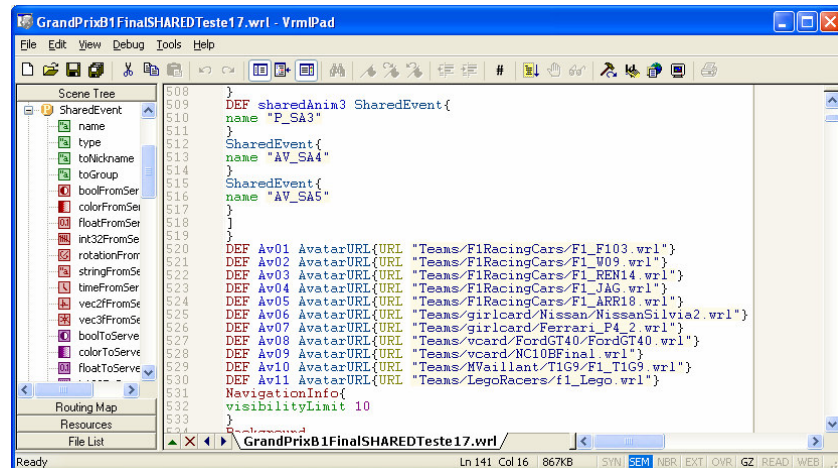 GrandPrixB1FinalSHAREDTeste17.wrl - VrmlPad
File Edit View Debug Tools Help
Scene Tree
SharedEvent
name
type
toNickname
toGroup
boolFromSer
colorFromSer
floatFromSer
int32FromSe
rotationFrom
stringFromSe
timeFromSer
vec2fFromSe
vec3fFromSe
boolToServe
colorToServe
floatToServe
Routing Map
Resources
File List
508 }
509 DEF sharedAnim3 SharedEvent{
510 name "P_SA3"
511 }
512 SharedEvent{
513 name "AV_SA4"
514 }
515 SharedEvent{
516 name "AV_SA5"
517 }
518 ]
519 }
520 DEF Av01 AvatarURL{URL "Teams/F1RacingCars/F1_F103.wrl"}
521 DEF Av02 AvatarURL{URL "Teams/F1RacingCars/F1_W09.wrl"}
522 DEF Av03 AvatarURL{URL "Teams/F1RacingCars/F1_REN14.wrl"}
523 DEF Av04 AvatarURL{URL "Teams/F1RacingCars/F1_JAG.wrl"}
524 DEF Av05 AvatarURL{URL "Teams/F1RacingCars/F1_ARR18.wrl"}
525 DEF Av06 AvatarURL{URL "Teams/girlcard/Nissan/NissanSilvia2.wrl"}
526 DEF Av07 AvatarURL{URL "Teams/girlcard/Ferrari_P4_2.wrl"}
527 DEF Av08 AvatarURL{URL "Teams/vcard/FordGT40/FordGT40.wrl"}
528 DEF Av09 AvatarURL{URL "Teams/vcard/NC10BFinal.wrl"}
529 DEF Av10 AvatarURL{URL "Teams/MVaillant/T1G9/F1_T1G9.wrl"}
530 DEF Av11 AvatarURL{URL "Teams/LegoRacers/f1_Lego.wrl"}
531 NavigationInfo{
532 visibilityLimit 10
533 }
534 Background
GrandPrixB1FinalSHAREDTeste17.wrl
Ready Ln 141 Col 16 867KB SYN SEM NBR EXT OVR GZ READ WEB